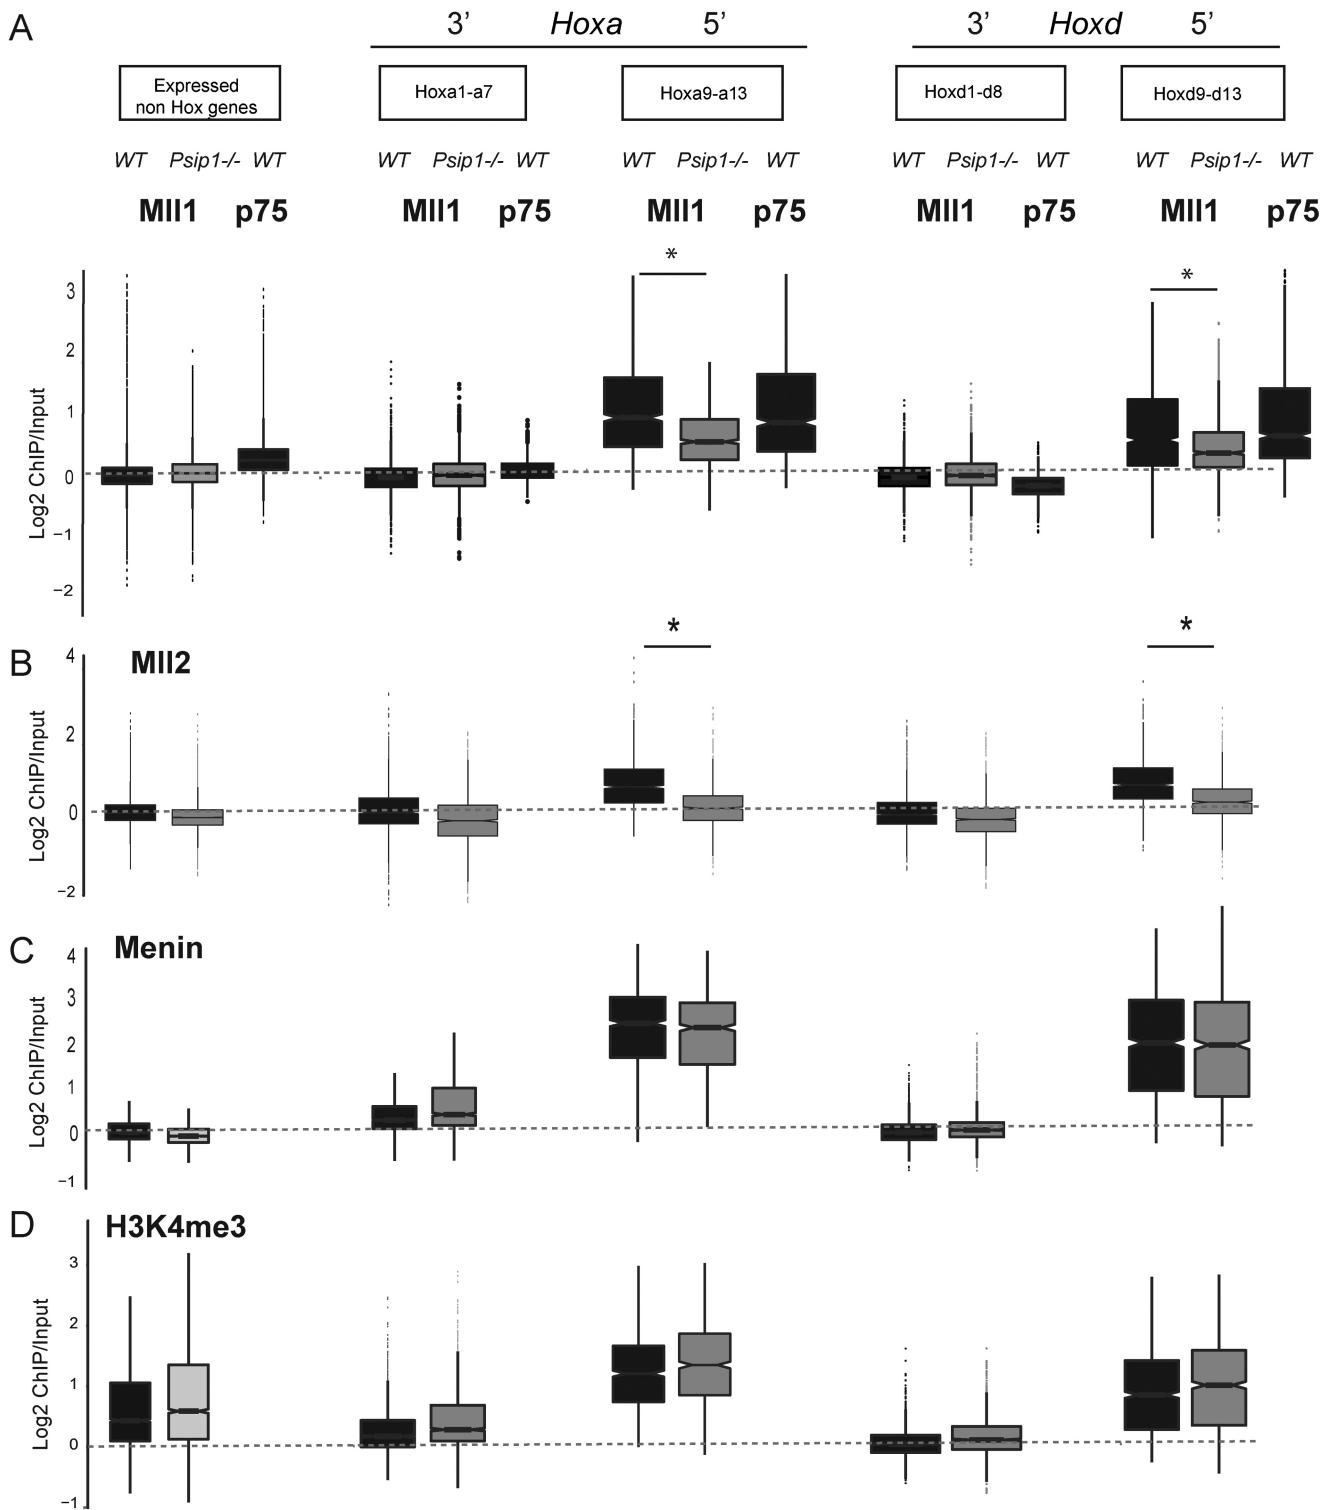 A
3’ Hoxa 5’ 3’ Hoxd 5’
Expressed
non Hox genes
Hoxa1-a7 Hoxa9-a13 Hoxd1-d8 Hoxd9-d13
WT Psip1-/- WT WT Psip1-/- WT WT Psip1-/- WT WT Psip1-/- WT WT Psip1-/- WT
Mll1 p75 Mll1 p75 Mll1 p75 Mll1 p75 Mll1 p75
* *
Log2 ChIP/Input
3
2
1
0
−1
−2
B Mll2
* *
Log2 ChIP/Input
4
2
0
−2
C Menin
Log2 ChIP/Input
4
3
2
1
0
−1
D H3K4me3
Log2 ChIP/Input
3
2
1
0
−1